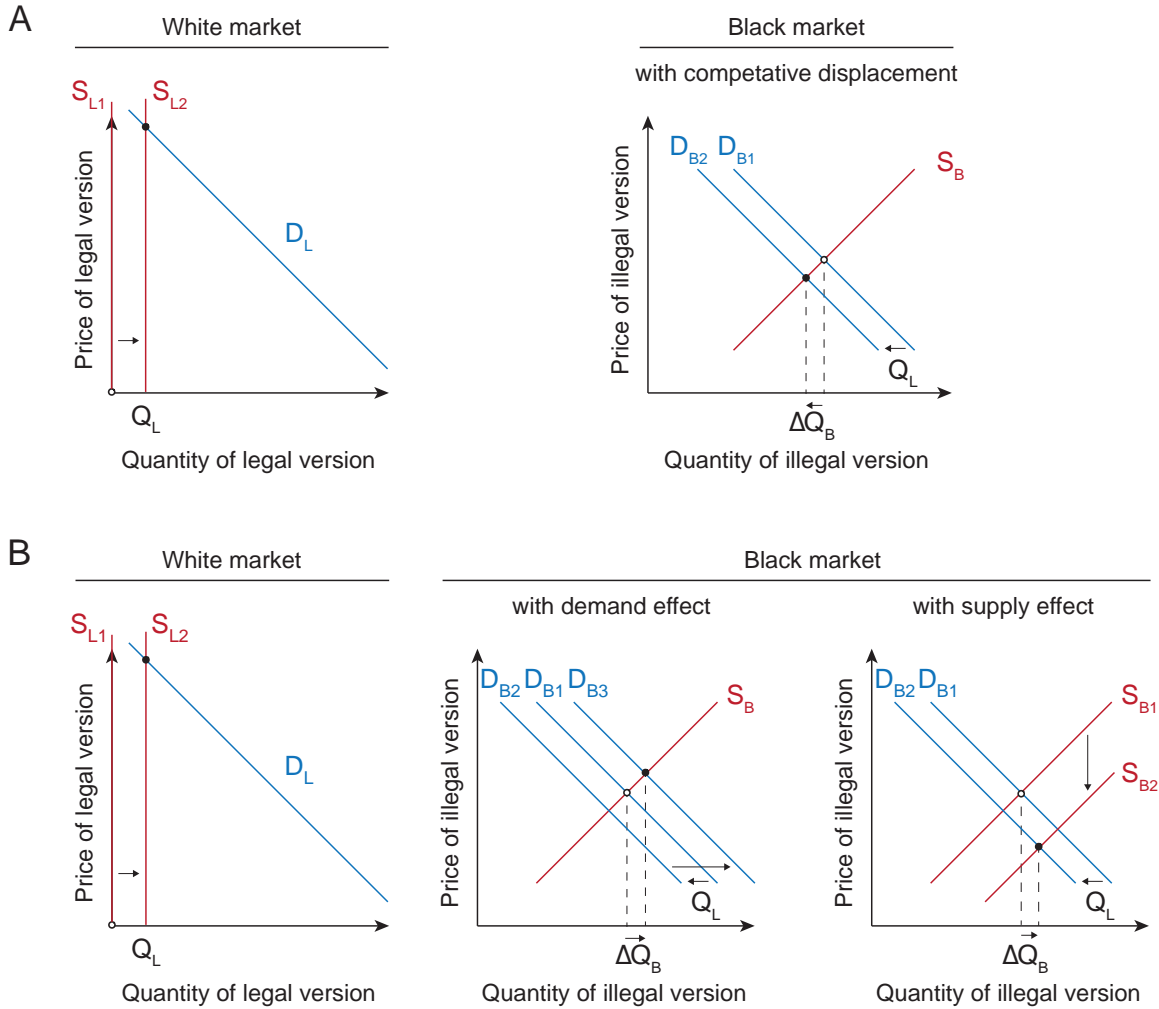 A
White market
Black market
with competative displacement
S_L1 S_L2
D_L
Price of legal version
Q_L
Quantity of legal version
D_B2 D_B1
S_B
Price of illegal version
Q_L
ΔQ_B
Quantity of illegal version
B
White market
Black market
with demand effect
with supply effect
S_L1 S_L2
D_L
Price of legal version
Q_L
Quantity of legal version
D_B2 D_B1 D_B3
S_B
Price of illegal version
Q_L
ΔQ_B
Quantity of illegal version
D_B2 D_B1
S_B1
S_B2
Price of illegal version
Q_L
ΔQ_B
Quantity of illegal version